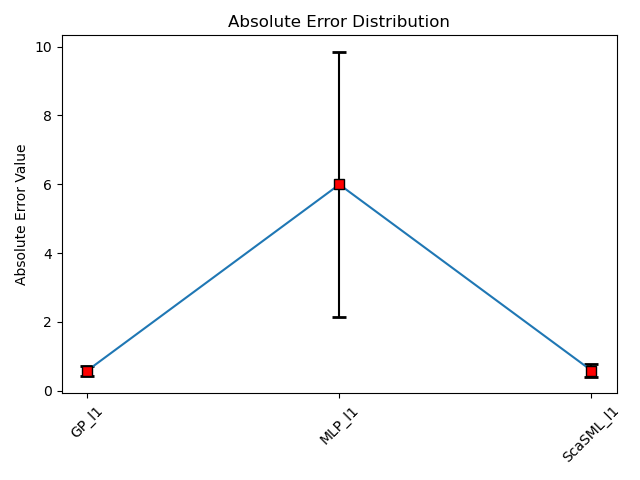 Absolute Error Distribution
Absolute Error Value
10
8
6
4
2
0
GP_l1
MLP_l1
ScaSML_l1